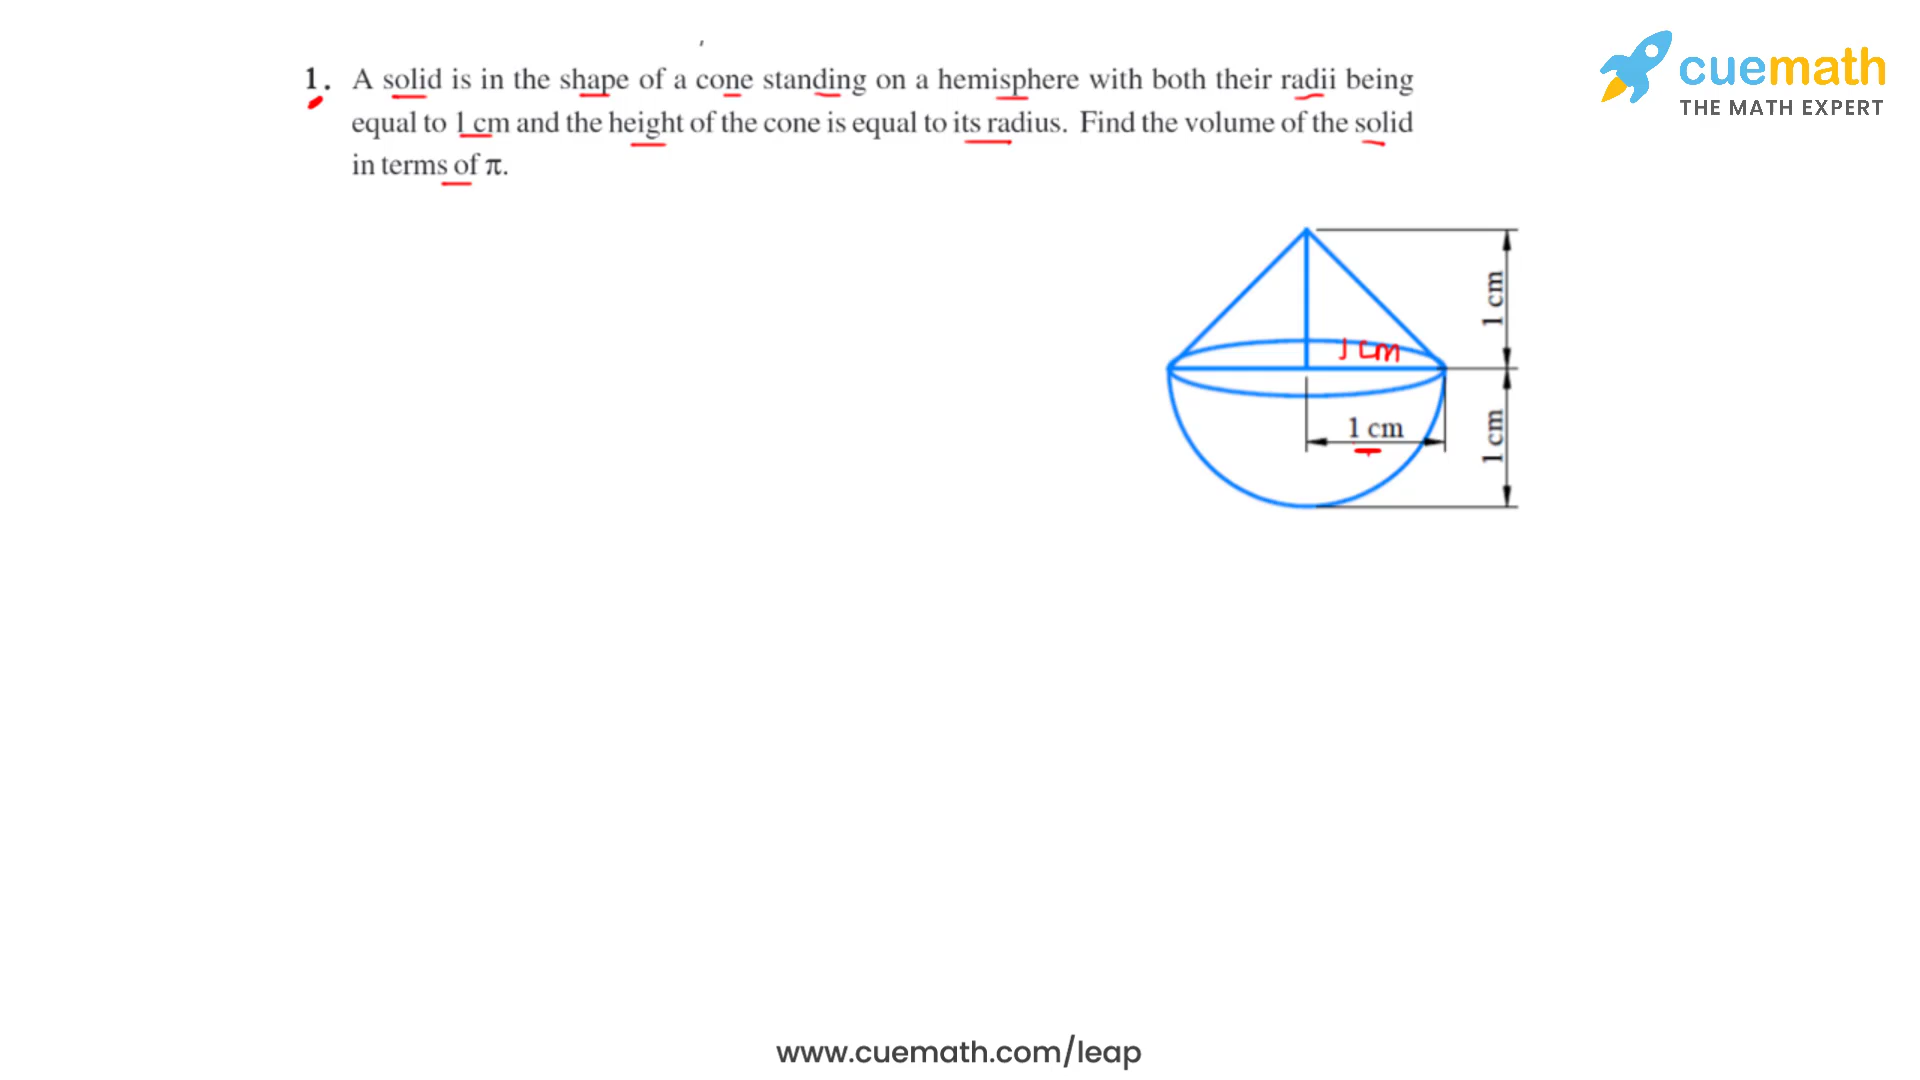 1. A solid is in the shape of a cone standing on a hemisphere with both their radii being
equal to 1 cm and the height of the cone is equal to its radius. Find the volume of the solid
in terms of π.
cuemath
THE MATH EXPERT
1 cm
1 cm
1 cm
1 cm
www.cuemath.com/leap